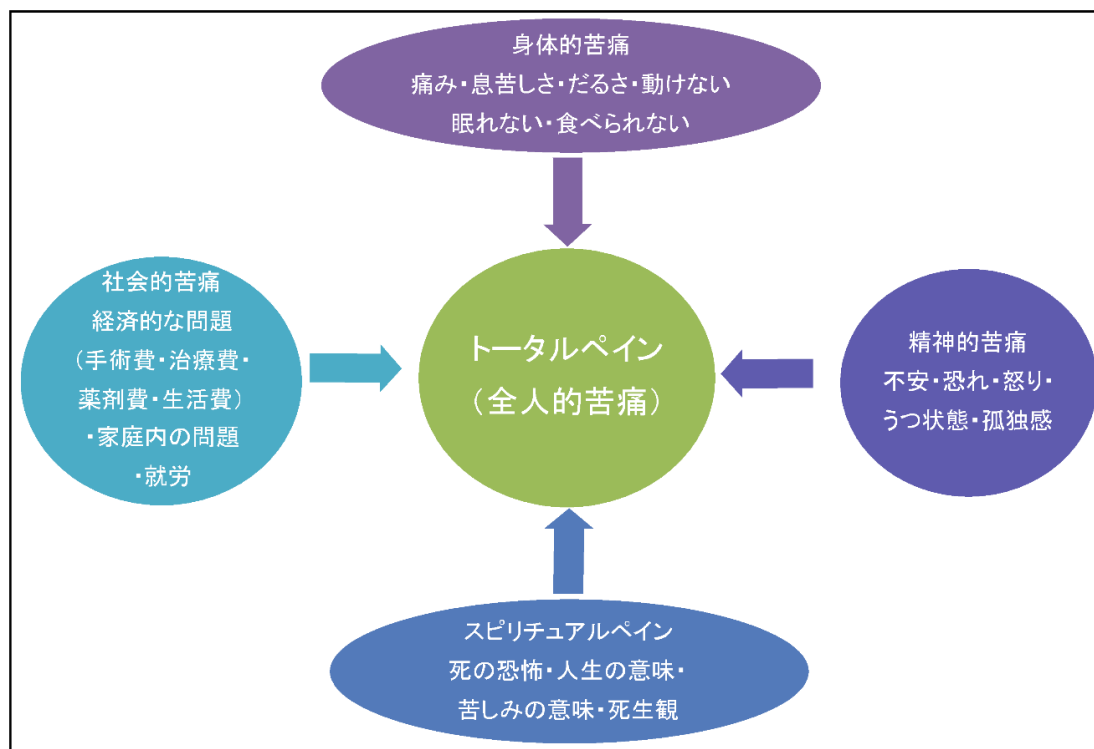 身体的苦痛
痛み・息苦しさ・だるさ・動けない
眠れない・食べられない
社会的苦痛
経済的な問題
（手術費・治療費・
薬剤費・生活費）
・家庭内の問題
・就労
トータルペイン
（全人的苦痛）
精神的苦痛
不安・恐れ・怒り・
うつ状態・孤独感
スピリチュアルペイン
死の恐怖・人生の意味・
苦しみの意味・死生観